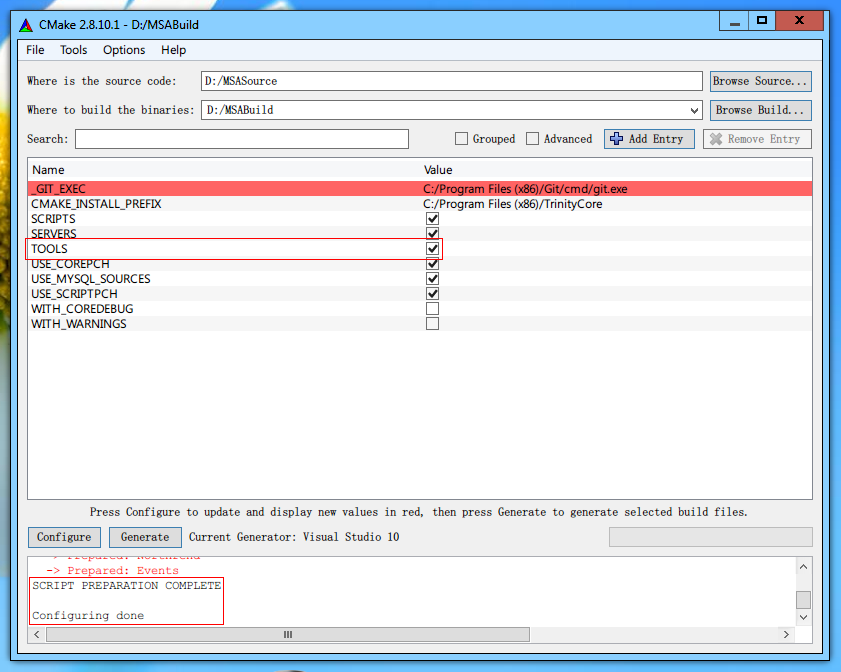 CMake 2.8.10.1 - D:/MSABuild
File Tools Options Help
Where is the source code: D:/MSASource Browse Source...
Where to build the binaries: D:/MSABuild Browse Build...
Search: Grouped Advanced Add Entry Remove Entry
Name Value
_GIT_EXEC C:/Program Files (x86)/Git/cmd/git.exe
CMAKE_INSTALL_PREFIX C:/Program Files (x86)/TrinityCore
SCRIPTS
SERVERS
TOOLS
USE_COREPCH
USE_MYSQL_SOURCES
USE_SCRIPTPCH
WITH_COREDEBUG
WITH_WARNINGS
Press Configure to update and display new values in red, then press Generate to generate selected build files.
Configure Generate Current Generator: Visual Studio 10
-> Prepared: Northrend
-> Prepared: Events
SCRIPT PREPARATION COMPLETE
Configuring done